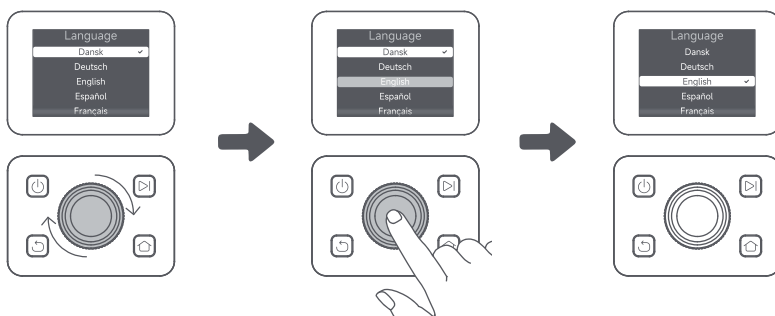 Language
Dansk
Deutsch
English
Español
Français
Language
Dansk
Deutsch
English
Español
Français
Language
Dansk
Deutsch
English
Español
Français